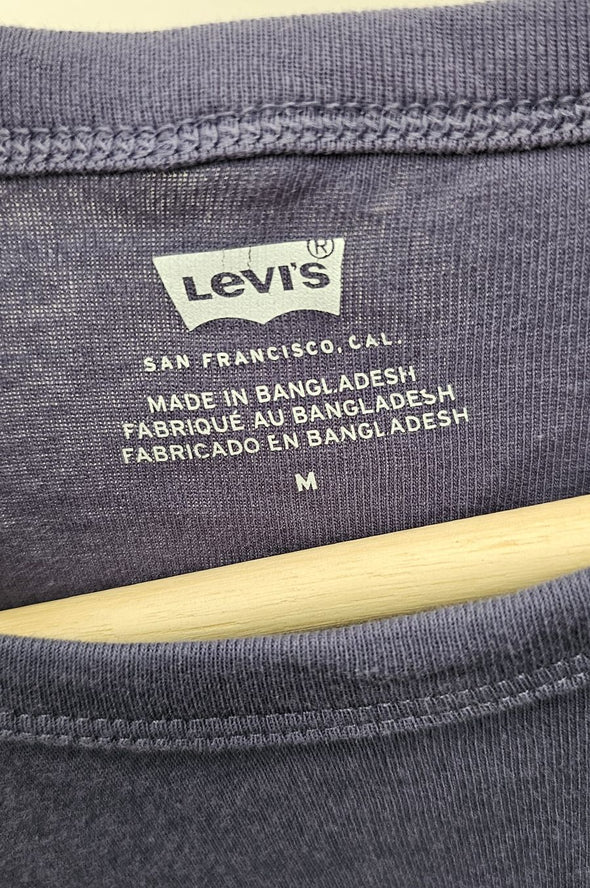 Levi's®
SAN FRANCISCO, CAL.
MADE IN BANGLADESH
FABRIQUÉ AU BANGLADESH
FABRICADO EN BANGLADESH
M